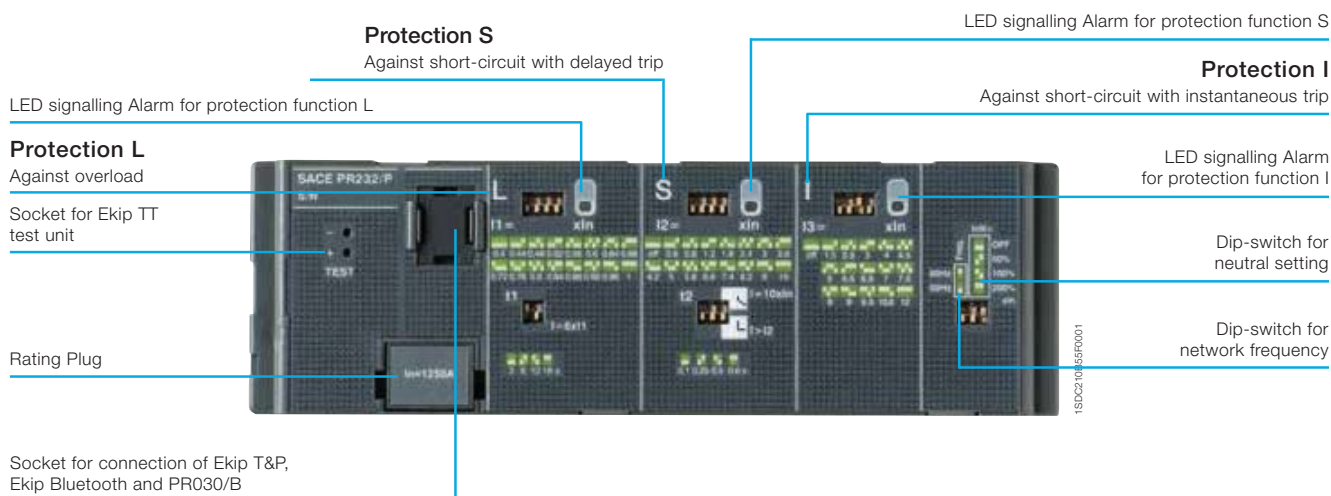 LED signalling Alarm for protection function S
Protection S
Against short-circuit with delayed trip
Protection I
Against short-circuit with instantaneous trip
LED signalling Alarm for protection function L
Protection L
Against overload
LED signalling Alarm
for protection function I
Socket for Ekip TT
test unit
Dip-switch for
neutral setting
Dip-switch for
network frequency
Rating Plug
Socket for connection of Ekip T&P,
Ekip Bluetooth and PR030/B
SACE PR232/P
TEST
In=1250A
L
I1= xIn
t1
I=6xI1
3 6 12 18 s
S
I2= xIn
t2
I=10xIn
I>I2
I
I3= xIn
OFF
50%
100%
200%